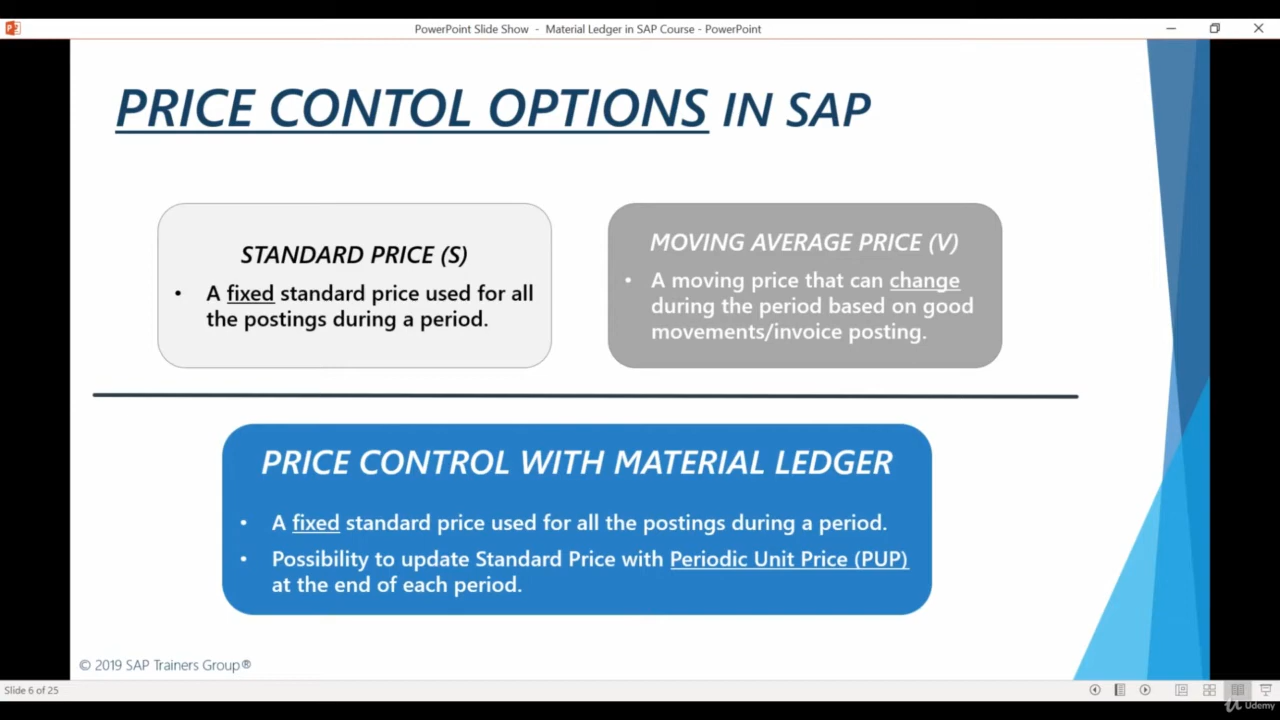 PowerPoint Slide Show - Material Ledger in SAP Course - PowerPoint
PRICE CONTOL OPTIONS IN SAP
STANDARD PRICE (S)
• A fixed standard price used for all
the postings during a period.
MOVING AVERAGE PRICE (V)
• A moving price that can change
during the period based on good
movements/invoice posting.
PRICE CONTROL WITH MATERIAL LEDGER
• A fixed standard price used for all the postings during a period.
• Possibility to update Standard Price with Periodic Unit Price (PUP)
at the end of each period.
© 2019 SAP Trainers Group®
Slide 6 of 25
Udemy